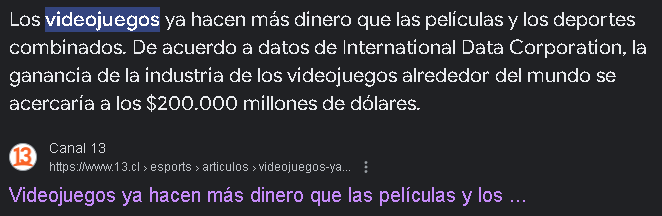 Los videojuegos ya hacen más dinero que las películas y los deportes
combinados. De acuerdo a datos de International Data Corporation, la
ganancia de la industria de los videojuegos alrededor del mundo se
acercaría a los $200.000 millones de dólares.
13
Canal 13
https://www.13.cl › esports › articulos › videojuegos-ya...
Videojuegos ya hacen más dinero que las películas y los ...